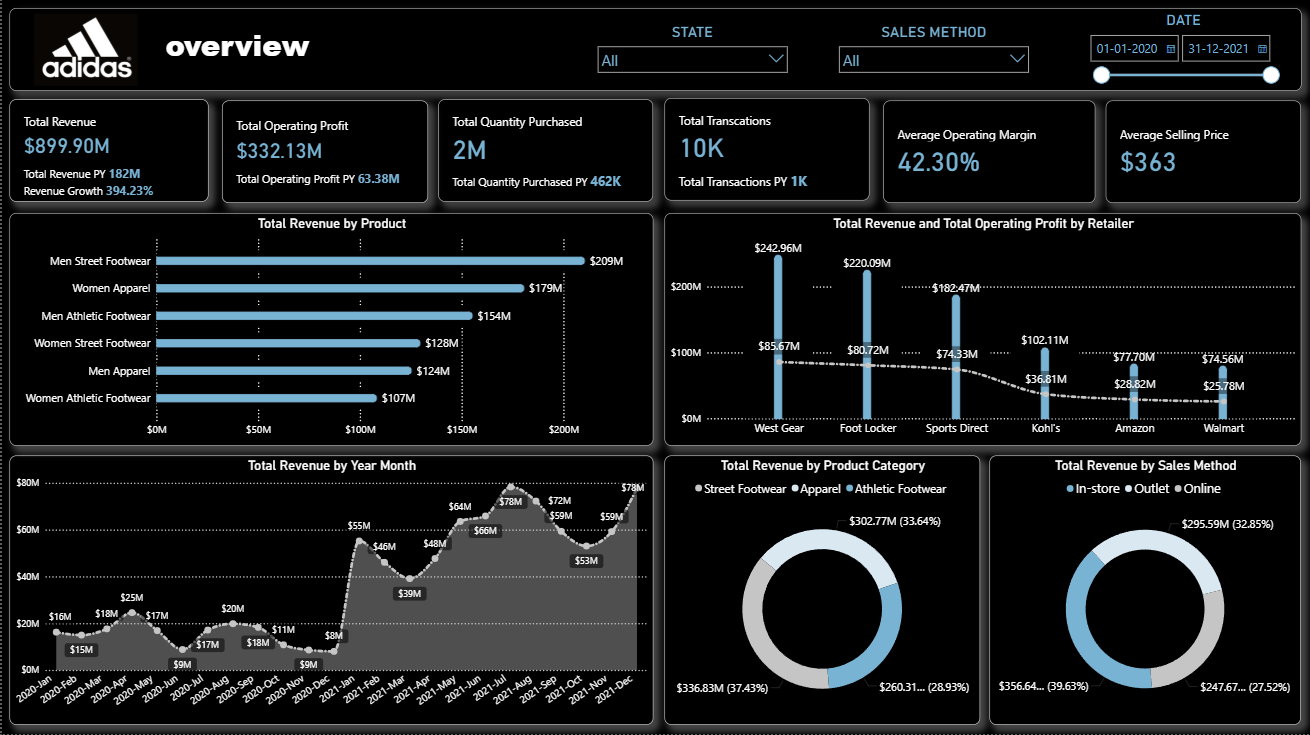 adidas
overview
STATE
All
SALES METHOD
All
DATE
01-01-2020
31-12-2021
Total Revenue
$899.90M
Total Revenue PY 182M
Revenue Growth 394.23%
Total Operating Profit
$332.13M
Total Operating Profit PY 63.38M
Total Quantity Purchased
2M
Total Quantity Purchased PY 462K
Total Transcations
10K
Total Transactions PY 1K
Average Operating Margin
42.30%
Average Selling Price
$363
Total Revenue by Product
Men Street Footwear $209M
Women Apparel $179M
Men Athletic Footwear $154M
Women Street Footwear $128M
Men Apparel $124M
Women Athletic Footwear $107M
$0M $50M $100M $150M $200M
Total Revenue and Total Operating Profit by Retailer
$200M
$100M
$0M
$242.96M $220.09M $182.47M $102.11M $77.70M $74.56M
$85.67M $80.72M $74.33M $36.81M $28.82M $25.78M
West Gear Foot Locker Sports Direct Kohl's Amazon Walmart
Total Revenue by Year Month
$80M
$60M
$40M
$20M
$0M
$16M $15M $18M $25M $17M $9M $17M $20M $18M $11M $9M $8M $55M $46M $39M $48M $64M $66M $78M $72M $59M $53M $59M $78M
2020-Jan 2020-Feb 2020-Mar 2020-Apr 2020-May 2020-Jun 2020-Jul 2020-Aug 2020-Sep 2020-Oct 2020-Nov 2020-Dec 2021-Jan 2021-Feb 2021-Mar 2021-Apr 2021-May 2021-Jun 2021-Jul 2021-Aug 2021-Sep 2021-Oct 2021-Nov 2021-Dec
Total Revenue by Product Category
Street Footwear Apparel Athletic Footwear
$302.77M (33.64%)
$336.83M (37.43%)
$260.31... (28.93%)
Total Revenue by Sales Method
In-store Outlet Online
$295.59M (32.85%)
$356.64... (39.63%)
$247.67... (27.52%)